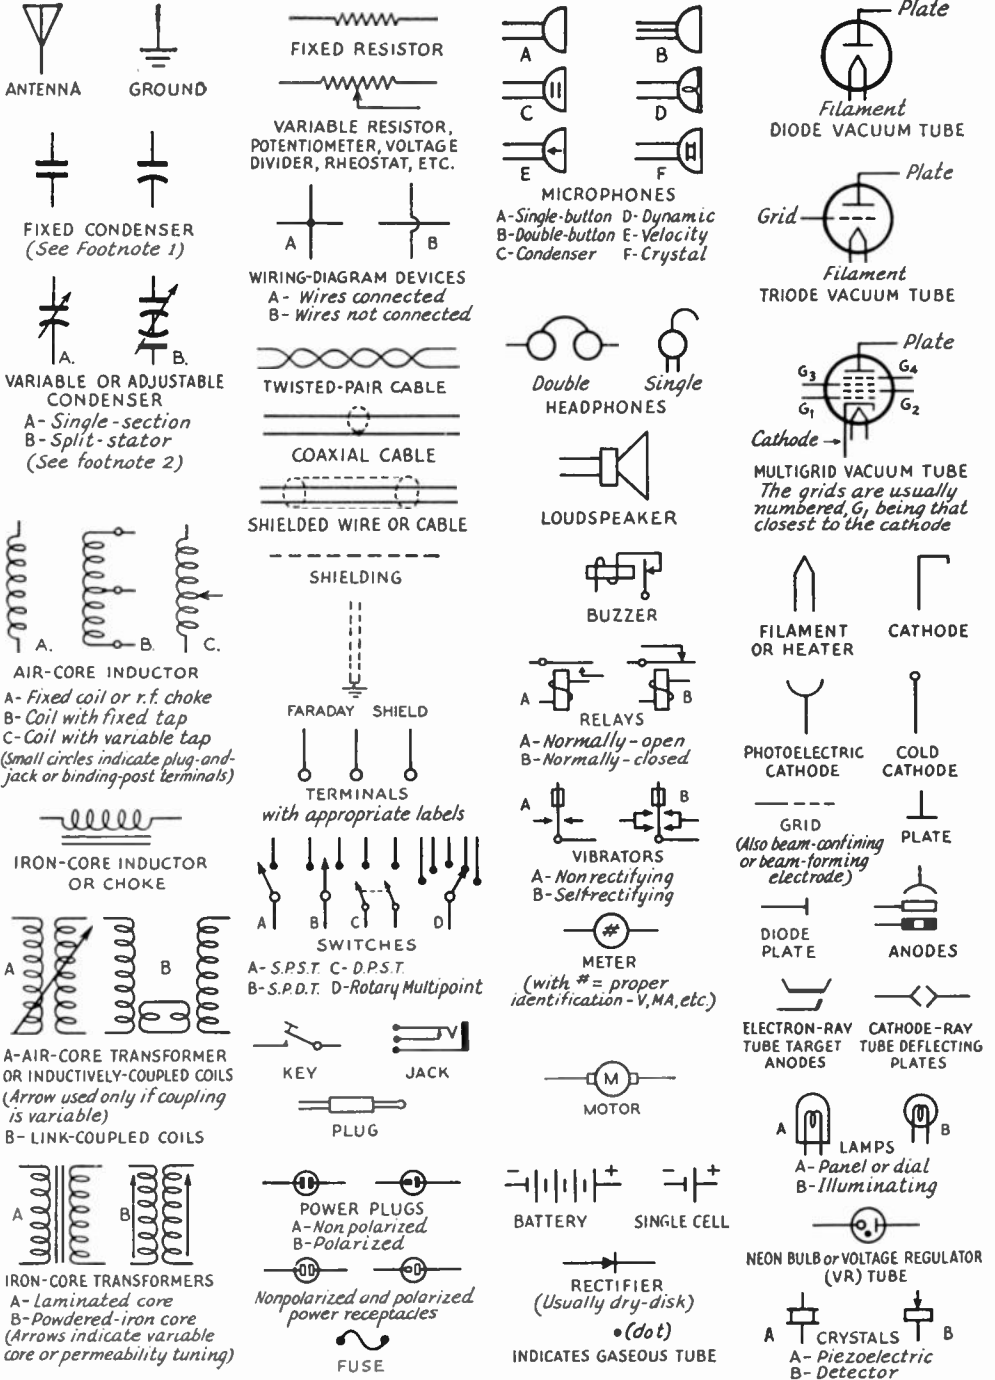 ANTENNA
GROUND
FIXED CONDENSER
(See Footnote 1)
A.
B.
VARIABLE OR ADJUSTABLE
CONDENSER
A- Single-section
B- Split-stator
(See footnote 2)
A.
B.
C.
AIR-CORE INDUCTOR
A- Fixed coil or r.f. choke
B- Coil with fixed tap
C- Coil with variable tap
(Small circles indicate plug-and-
jack or binding-post terminals)
IRON-CORE INDUCTOR
OR CHOKE
A
B
A-AIR-CORE TRANSFORMER
OR INDUCTIVELY-COUPLED COILS
(Arrow used only if coupling
is variable)
B- LINK-COUPLED COILS
A
B
IRON-CORE TRANSFORMERS
A- Laminated core
B-Powdered-iron core
(Arrows indicate variable
core or permeability tuning)
FIXED RESISTOR
VARIABLE RESISTOR,
POTENTIOMETER, VOLTAGE
DIVIDER, RHEOSTAT, ETC.
A
B
WIRING-DIAGRAM DEVICES
A- Wires connected
B- Wires not connected
TWISTED-PAIR CABLE
COAXIAL CABLE
SHIELDED WIRE OR CABLE
SHIELDING
FARADAY SHIELD
TERMINALS
with appropriate labels
A
B
C
D
SWITCHES
A- S.P.S.T. C- D.P.S.T.
B-S.P.D.T. D-Rotary Multipoint
KEY
JACK
PLUG
POWER PLUGS
A-Nonpolarized
B-Polarized
Nonpolarized and polarized
power receptacles
FUSE
A
B
C
D
E
F
MICROPHONES
A-Single-button D-Dynamic
B-Double-button E-Velocity
C-Condenser F-Crystal
Double
Single
HEADPHONES
LOUDSPEAKER
BUZZER
A
B
RELAYS
A-Normally-open
B-Normally-closed
A
B
VIBRATORS
A-Nonrectifying
B-Self-rectifying
#
METER
(with # = proper
identification - V, MA, etc.)
M
MOTOR
- +
- +
BATTERY
SINGLE CELL
RECTIFIER
(Usually dry-disk)
•(dot)
INDICATES GASEOUS TUBE
Plate
Filament
DIODE VACUUM TUBE
Plate
Grid
Filament
TRIODE VACUUM TUBE
Plate
G3
G4
G1
G2
Cathode
MULTIGRID VACUUM TUBE
The grids are usually
numbered, G1 being that
closest to the cathode
FILAMENT
OR HEATER
CATHODE
PHOTOELECTRIC
CATHODE
COLD
CATHODE
GRID
(Also beam-confining
or beam-forming
electrode)
PLATE
DIODE
PLATE
ANODES
ELECTRON-RAY
TUBE TARGET
ANODES
CATHODE-RAY
TUBE DEFLECTING
PLATES
A
B
LAMPS
A-Panel or dial
B-Illuminating
NEON BULB or VOLTAGE REGULATOR
(VR) TUBE
A
B
CRYSTALS
A- Piezoelectric
B- Detector